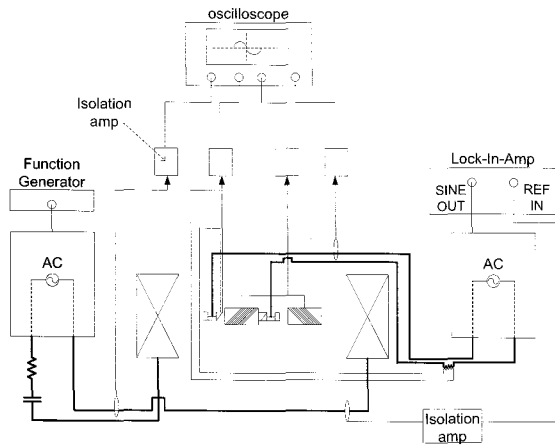 oscilloscope
Isolation
amp
Function
Generator
Lock-In-Amp
SINE
OUT
REF
IN
AC
AC
Isolation
amp